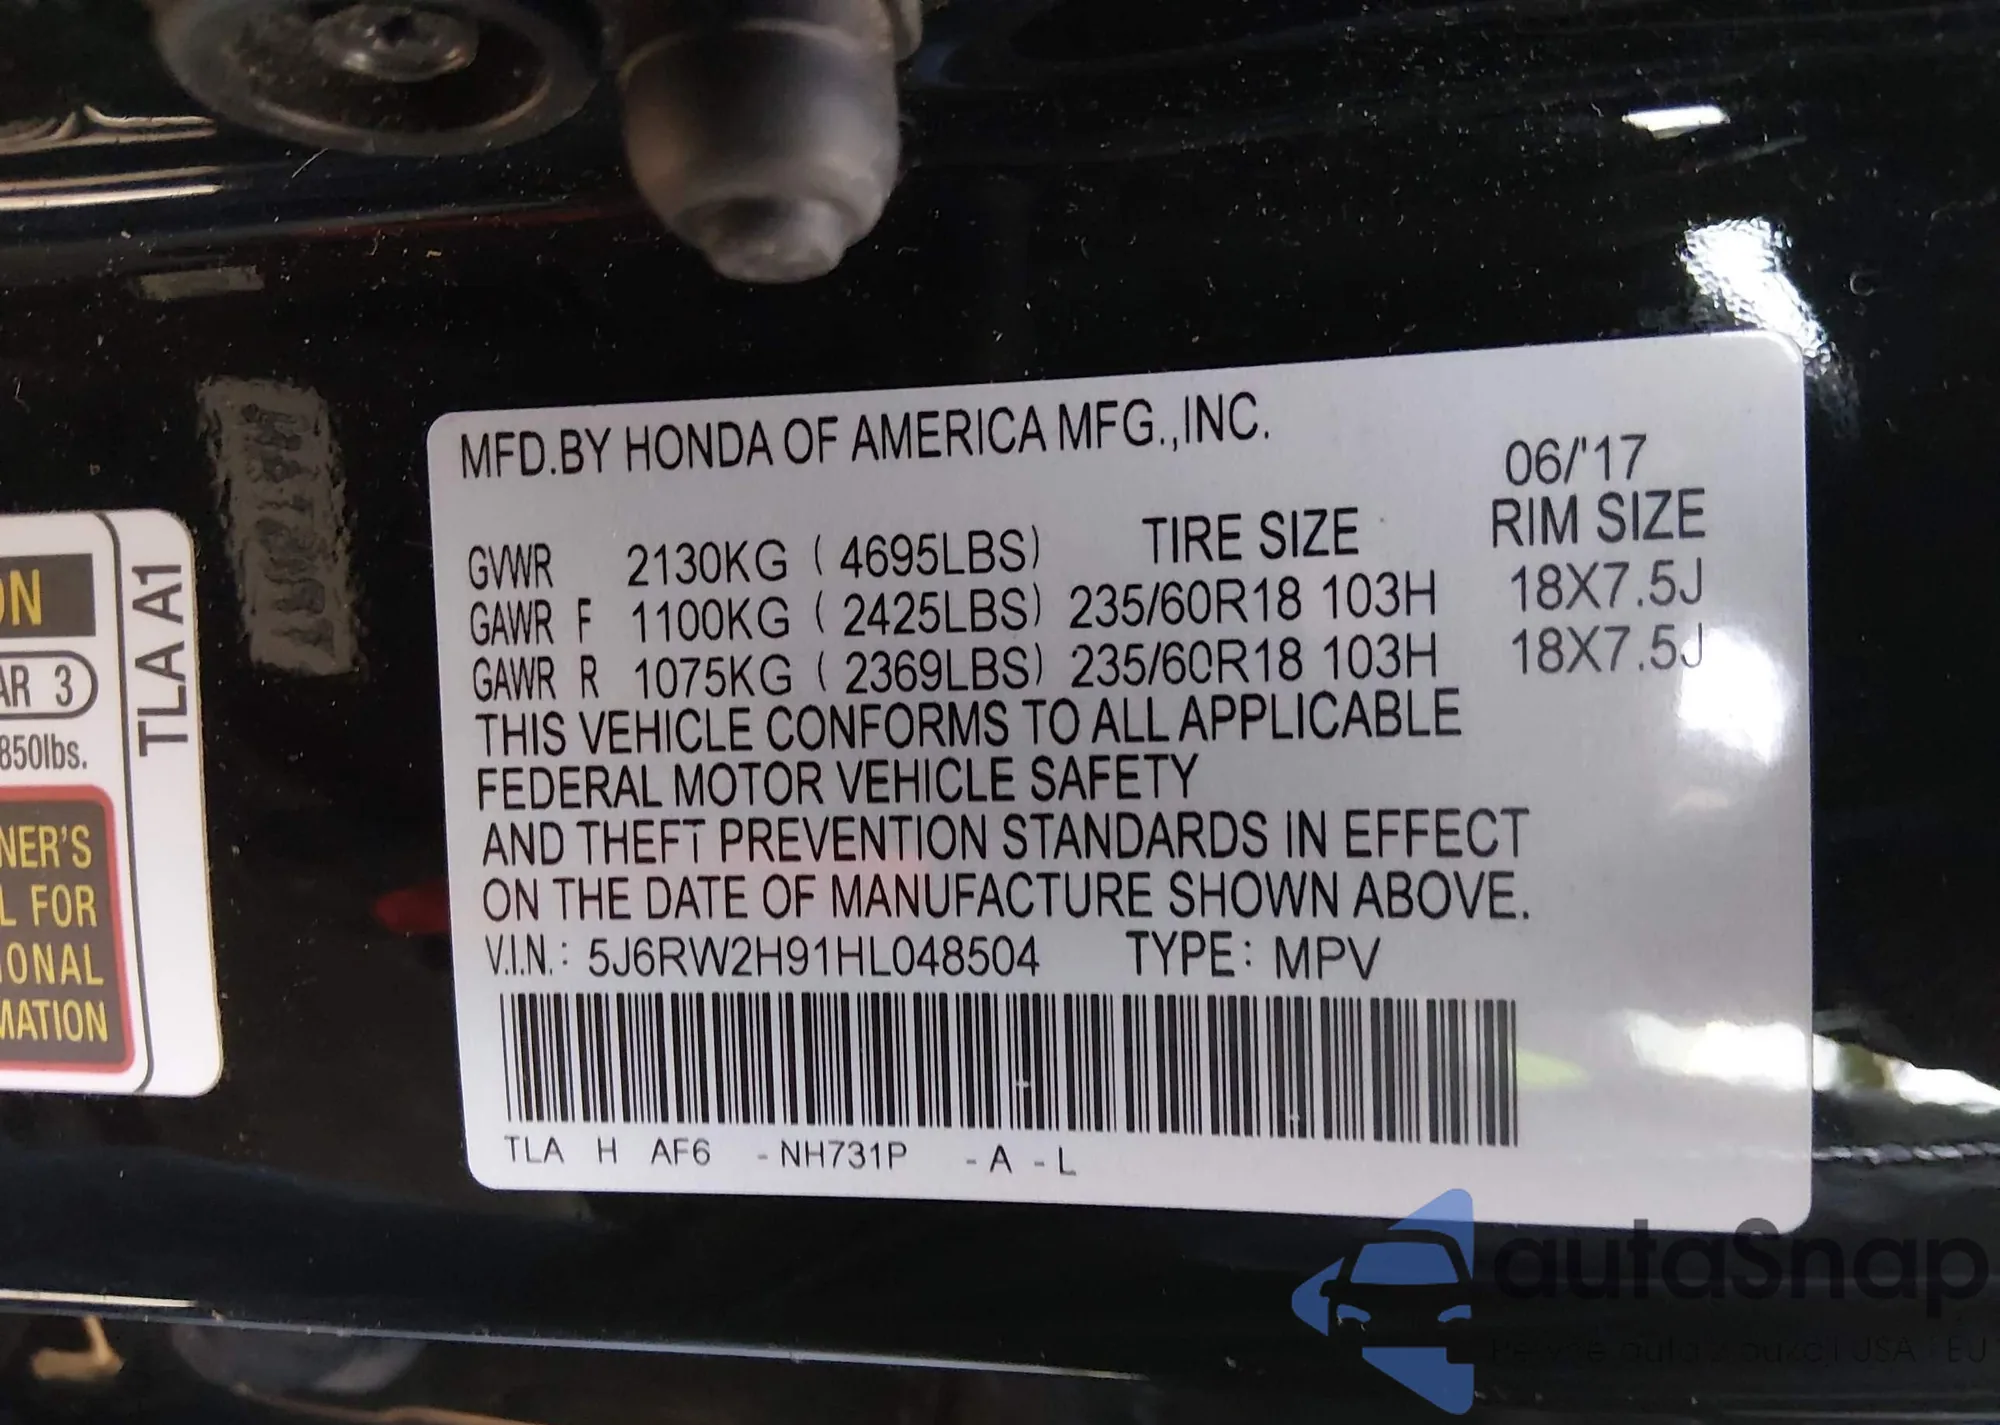 MFD.BY HONDA OF AMERICA MFG.,INC.
06/'17
TIRE SIZE RIM SIZE
GVWR 2130KG ( 4695LBS)
GAWR F 1100KG ( 2425LBS) 235/60R18 103H 18X7.5J
GAWR R 1075KG ( 2369LBS) 235/60R18 103H 18X7.5J
THIS VEHICLE CONFORMS TO ALL APPLICABLE
FEDERAL MOTOR VEHICLE SAFETY
AND THEFT PREVENTION STANDARDS IN EFFECT
ON THE DATE OF MANUFACTURE SHOWN ABOVE.
V.I.N.: 5J6RW2H91HL048504 TYPE: MPV
TLA H AF6 -NH731P -A -L
TLA A1
ON
AR 3
850lbs.
NER'S
L FOR
IONAL
MATION
autaSnap
USA
EU